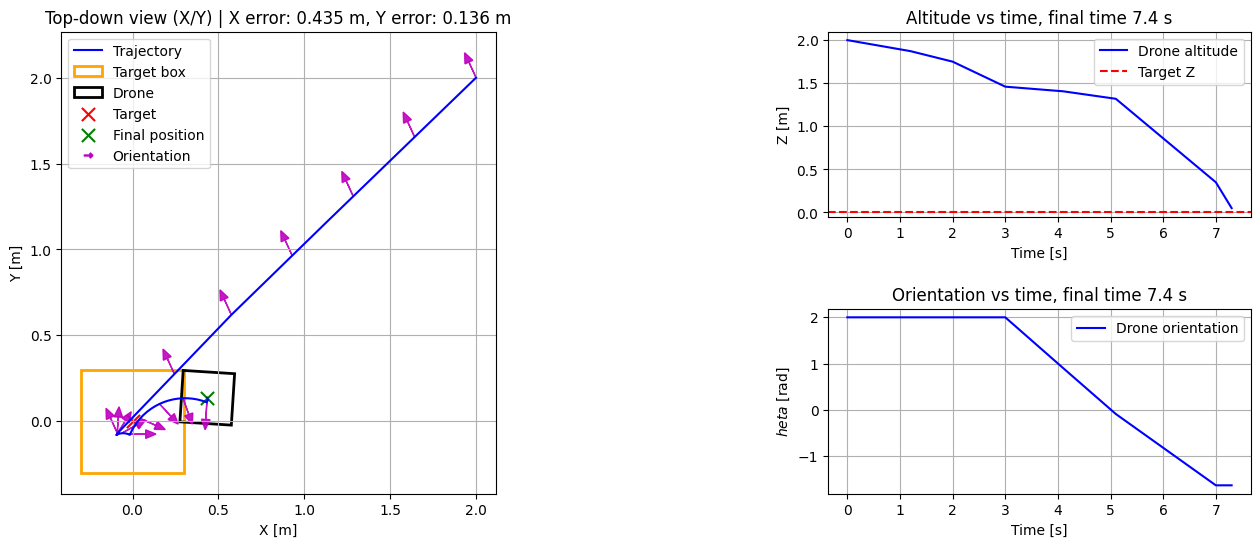 Top-down view (X/Y) | X error: 0.435 m, Y error: 0.136 m
Trajectory
Target box
Drone
Target
Final position
Orientation
Y [m]
2.0
1.5
1.0
0.5
0.0
0.0 0.5 1.0 1.5 2.0
X [m]
Altitude vs time, final time 7.4 s
Drone altitude
Target Z
Z [m]
2.0
1.5
1.0
0.5
0.0
0 1 2 3 4 5 6 7
Time [s]
Orientation vs time, final time 7.4 s
Drone orientation
heta [rad]
2
1
0
−1
0 1 2 3 4 5 6 7
Time [s]